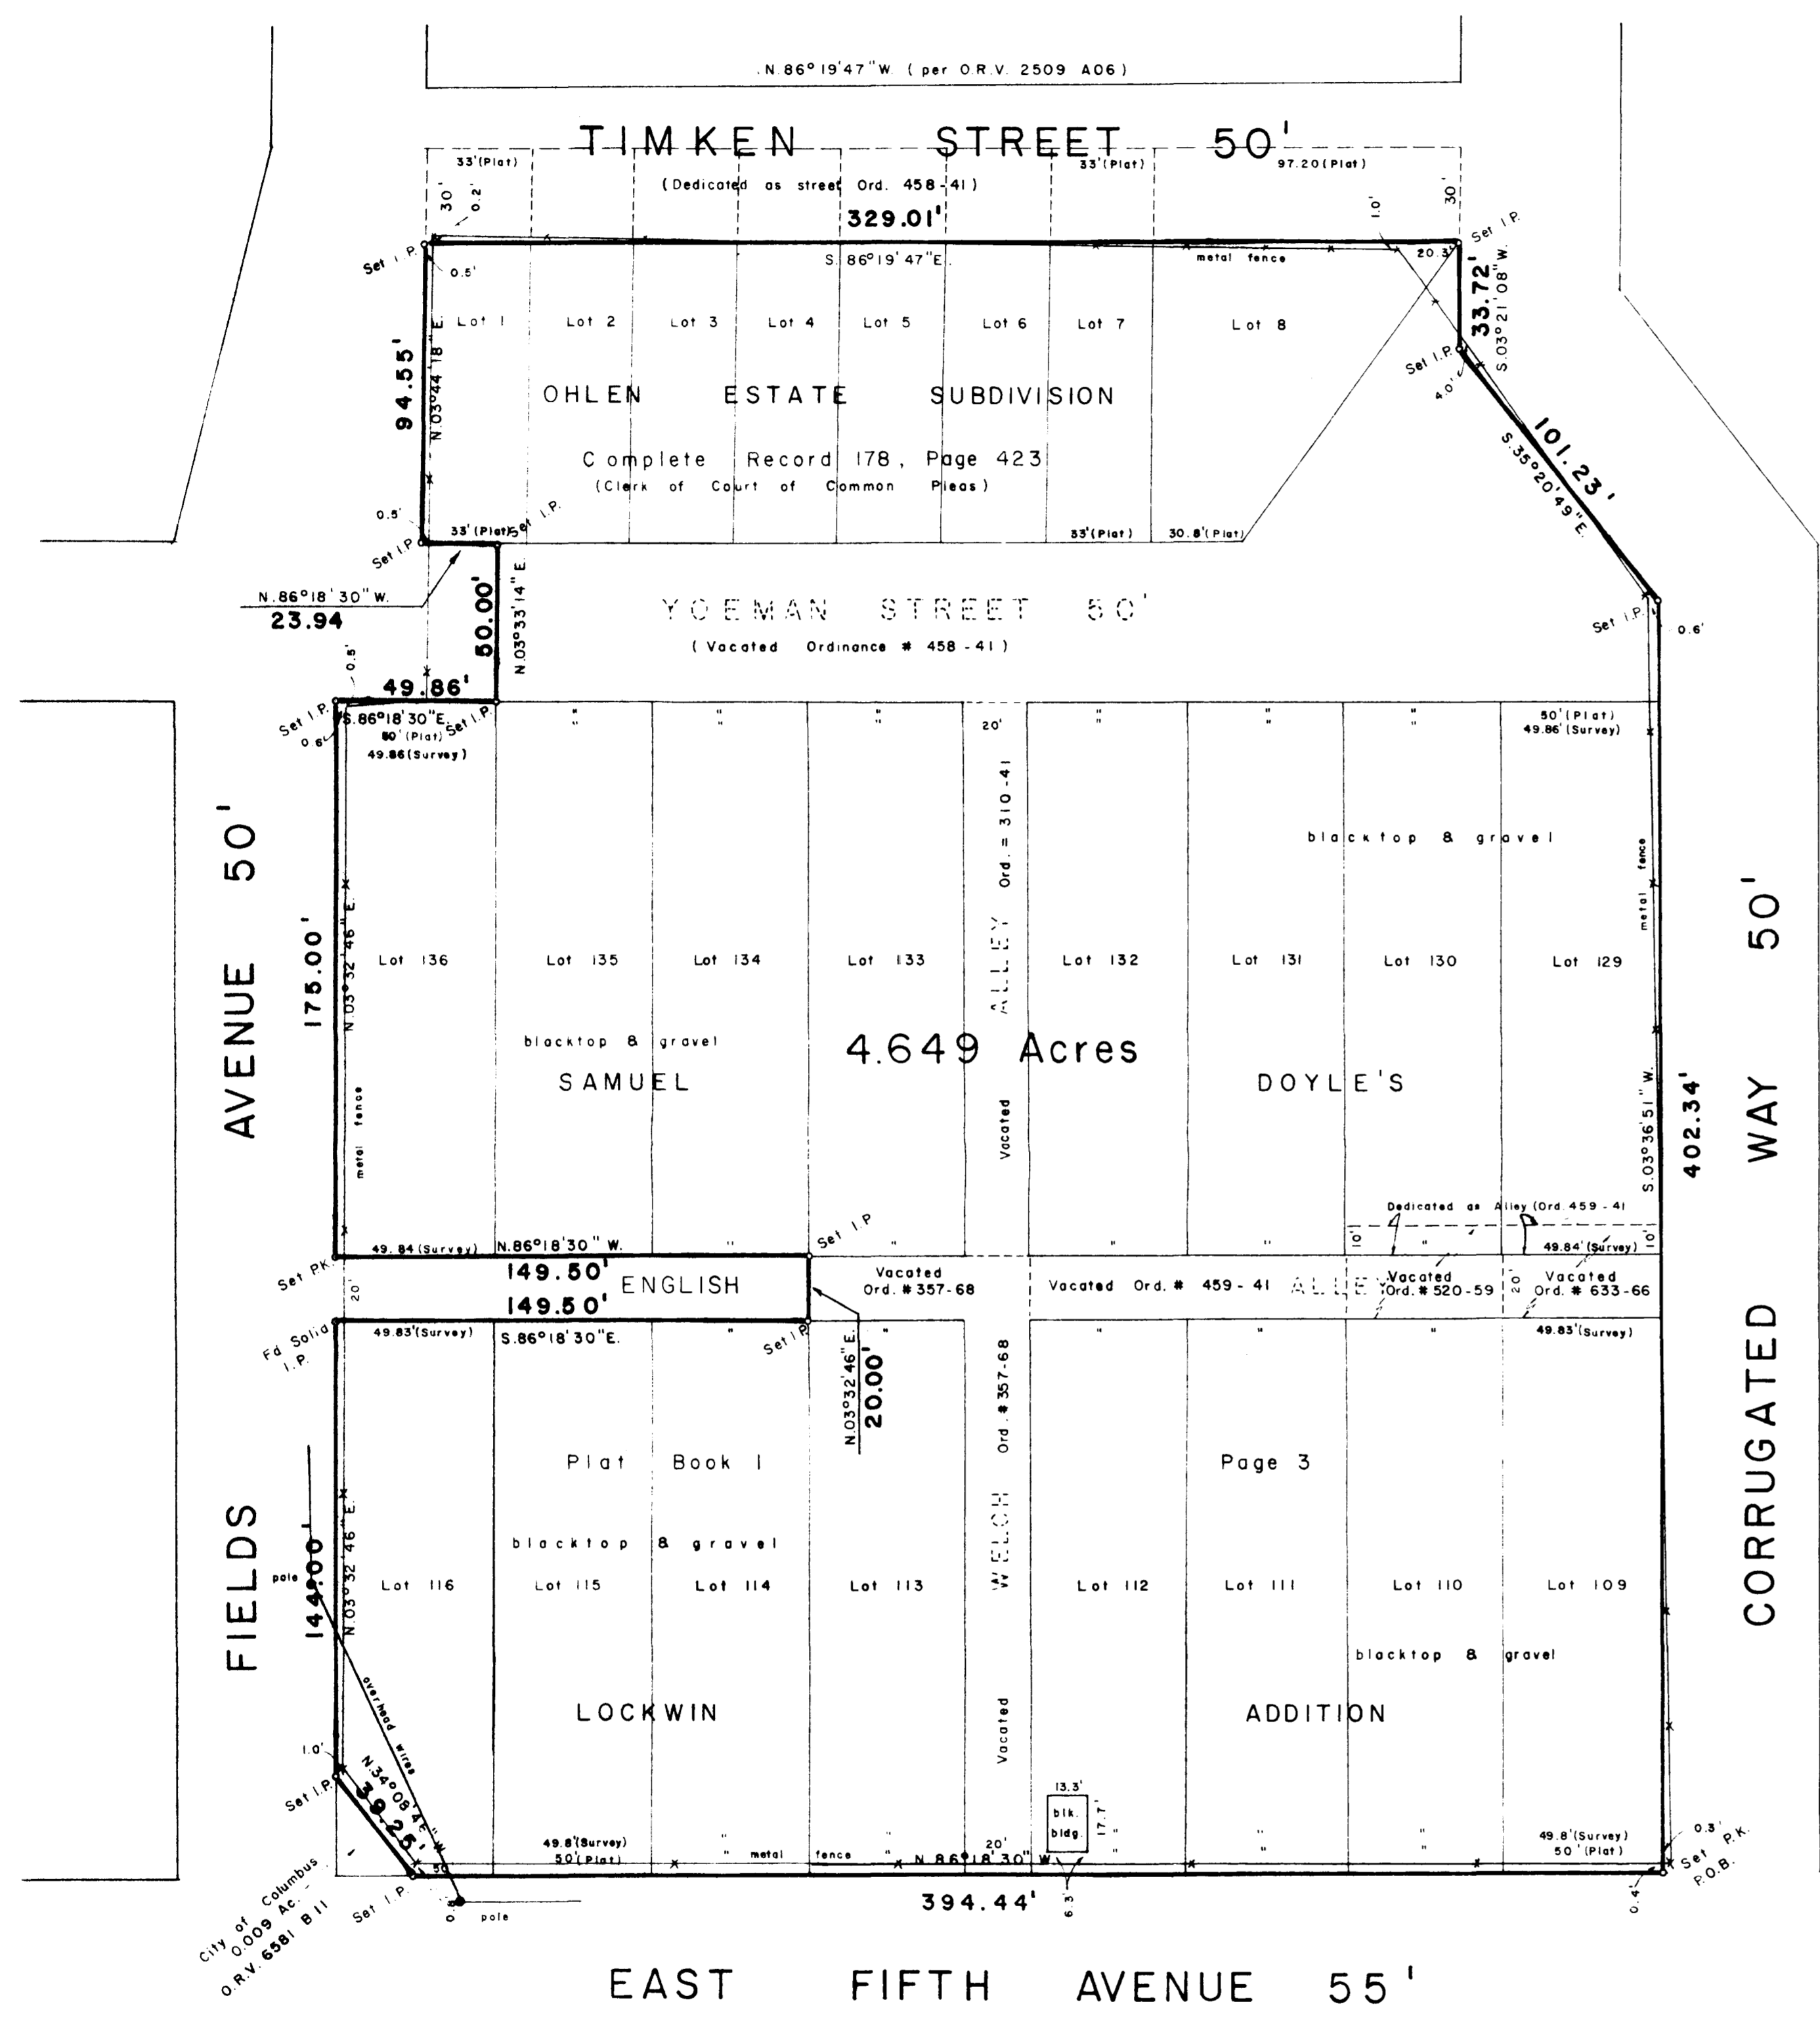 N.86°19'47"W. ( per O.R.V. 2509 A06 )
TIMKEN STREET 50'
33'(Plat) 33'(Plat) 97.20 (Plat)
(Dedicated as street Ord. 458-41)
30' 0.2' 1.0' 30'
329.01'
Set I.P. Set I.P.
S. 86°19'47"E.
metal fence 20.3'
0.5'
33.72'
S.03°21'08"W.
Lot 1 Lot 2 Lot 3 Lot 4 Lot 5 Lot 6 Lot 7 Lot 8
94.55'
N.03°44'18"E.
Set I.P.
4.0'
OHLEN ESTATE SUBDIVISION
101.23'
S.35°20'49"E.
Complete Record 178, Page 423
(Clerk of Court of Common Pleas)
0.5'
33'(Plat) Set I.P. 33'(Plat) 30.8'(Plat)
Set I.P.
N.86°18'30"W.
23.94
50.00'
N.03°33'14"E.
YOEMAN STREET 50'
(Vacated Ordinance # 458-41)
Set I.P. 0.6'
0.5'
49.86'
Set I.P. S.86°18'30"E. Set I.P.
0.6' 50'(Plat)
49.86(Survey)
" " " 20' " " " 50'(Plat)
" " " " " " 49.86'(Survey)
AVENUE 50'
175.00'
N.03°32'46"E.
metal fence
ALLEY Ord. = 310-41
Vacated
blacktop & gravel
metal fence
Lot 136 Lot 135 Lot 134 Lot 133 Lot 132 Lot 131 Lot 130 Lot 129
blacktop & gravel
4.649 Acres
SAMUEL DOYLE'S
S.03°36'51"W.
402.34'
CORRUGATED WAY 50'
Dedicated as Alley (Ord. 459-41
Set I.P
49.84(Survey) N.86°18'30"W. " " " " 10' " 49.84'(Survey) 10'
Set P.K.
149.50'
20' ENGLISH
149.50'
Vacated
Ord. #357-68
Vacated Ord. # 459-41 ALLEY
Vacated
Ord. #520-59
20'
Vacated
Ord. # 633-66
Fd Solid
I.P.
49.83'(Survey) S.86°18'30"E. " Set I.P. " " " 49.83'(Survey)
N.03°32'46"E.
20.00'
WELCH Ord. #357-68
Vacated
Plat Book 1 Page 3
FIELDS
144.00'
N.03°32'46"E.
blacktop & gravel
pole
Lot 116 Lot 115 Lot 114 Lot 113 Lot 112 Lot 111 Lot 110 Lot 109
blacktop & gravel
overhead wires
LOCKWIN ADDITION
1.0'
Set I.P.
39.25'
13.3'
blk.
bldg.
17.7'
49.8'(Survey) " " 20' " " " 49.8'(Survey)
50'(Plat) " metal fence " N.86°18'30"W. " " " 50'(Plat)
0.3'
Set P.K.
P.O.B.
50
Set I.P.
pole
394.44'
6.3'
0.4'
City of Columbus
0.009 Ac.
O.R.V. 6581 B11
EAST FIFTH AVENUE 55'